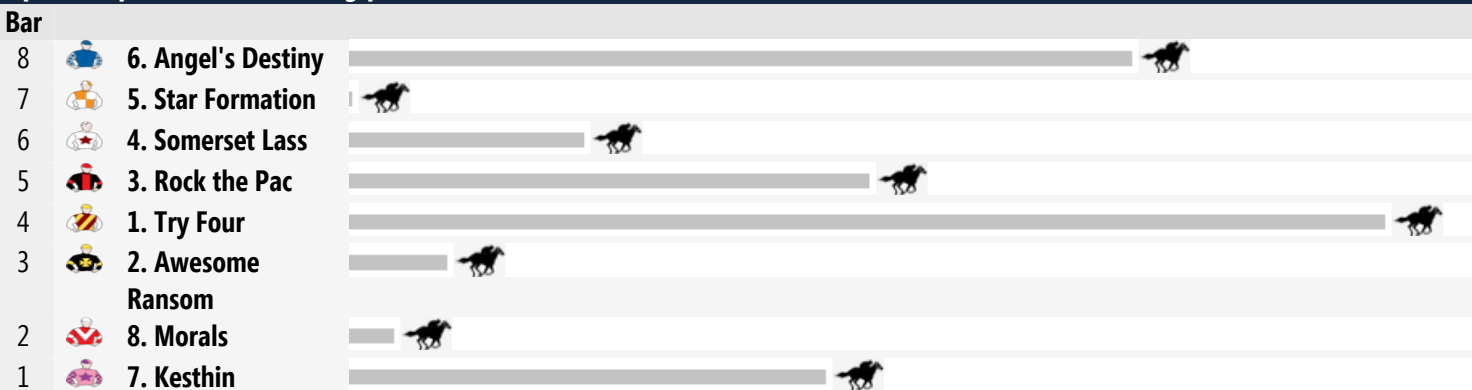 Bar
8 6. Angel's Destiny
7 5. Star Formation
6 4. Somerset Lass
5 3. Rock the Pac
4 1. Try Four
3 2. Awesome
Ransom
2 8. Morals
1 7. Kesthin